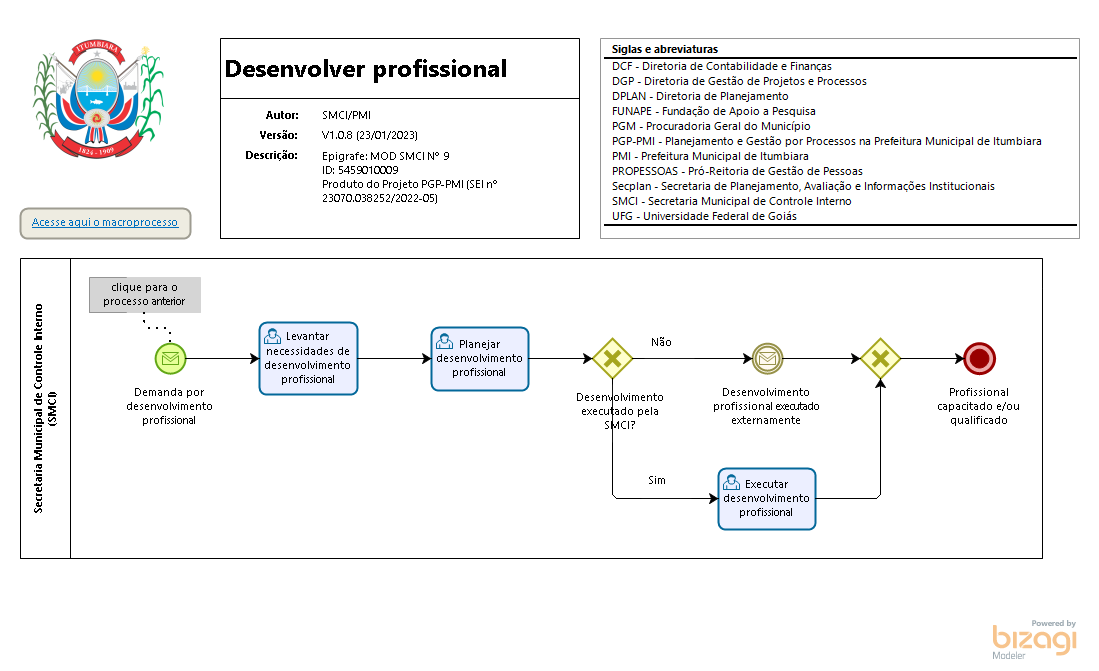 ITUMBIARA
1824 - 1909
Acesse aqui o macroprocesso
Desenvolver profissional
Autor: SMCI/PMI
Versão: V1.0.8 (23/01/2023)
Descrição: Epigrafe: MOD SMCI Nº 9
ID: 5459010009
Produto do Projeto PGP-PMI (SEI nº
23070.038252/2022-05)
Siglas e abreviaturas
DCF - Diretoria de Contabilidade e Finanças
DGP - Diretoria de Gestão de Projetos e Processos
DPLAN - Diretoria de Planejamento
FUNAPE - Fundação de Apoio a Pesquisa
PGM - Procuradoria Geral do Município
PGP-PMI - Planejamento e Gestão por Processos na Prefeitura Municipal de Itumbiara
PMI - Prefeitura Municipal de Itumbiara
PROPESSOAS - Pró-Reitoria de Gestão de Pessoas
Secplan - Secretaria de Planejamento, Avaliação e Informações Institucionais
SMCI - Secretaria Municipal de Controle Interno
UFG - Universidade Federal de Goiás
Secretaria Municipal de Controle Interno
(SMCI)
clique para o
processo anterior
Demanda por
desenvolvimento
profissional
Levantar
necessidades de
desenvolvimento
profissional
Planejar
desenvolvimento
profissional
Desenvolvimento
executado pela
SMCI?
Não
Desenvolvimento
profissional executado
externamente
Sim
Executar
desenvolvimento
profissional
Profissional
capacitado e/ou
qualificado
Powered by
bizagi
Modeler